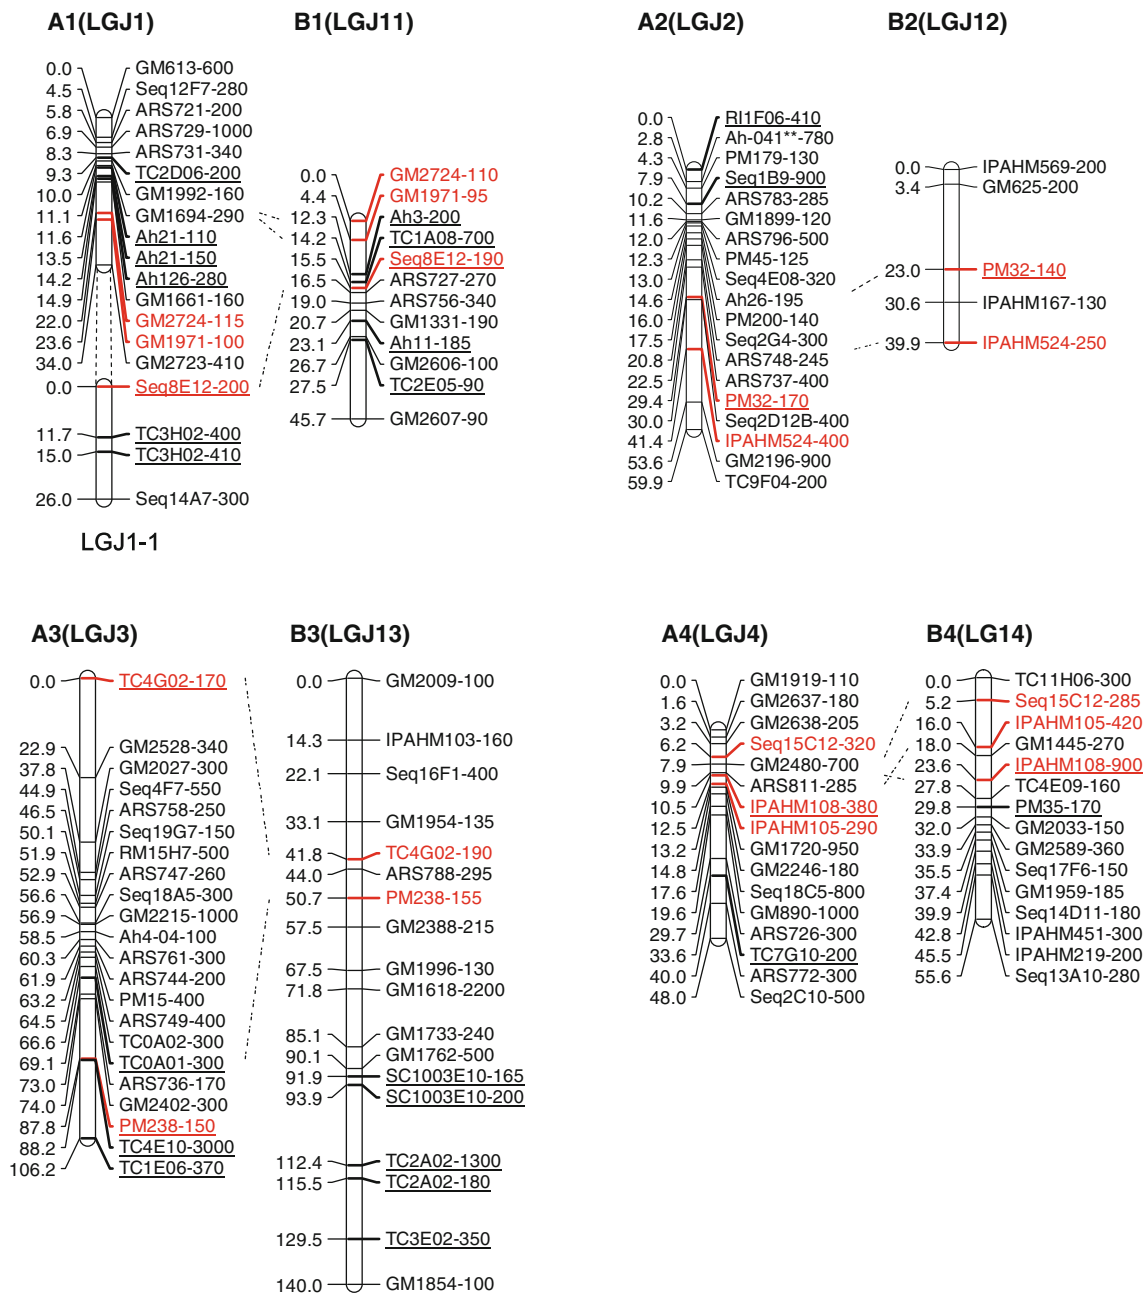 A1(LGJ1)
0.0 GM613-600
4.5 Seq12F7-280
5.8 ARS721-200
6.9 ARS729-1000
8.3 ARS731-340
9.3 TC2D06-200
10.0 GM1992-160
11.1 GM1694-290
11.6 Ah21-110
13.5 Ah21-150
14.2 Ah126-280
14.9 GM1661-160
22.0 GM2724-115
23.6 GM1971-100
34.0 GM2723-410
0.0 Seq8E12-200
11.7 TC3H02-400
15.0 TC3H02-410
26.0 Seq14A7-300
LGJ1-1
B1(LGJ11)
0.0 GM2724-110
4.4 GM1971-95
12.3 Ah3-200
14.2 TC1A08-700
15.5 Seq8E12-190
16.5 ARS727-270
19.0 ARS756-340
20.7 GM1331-190
23.1 Ah11-185
26.7 GM2606-100
27.5 TC2E05-90
45.7 GM2607-90
A2(LGJ2)
0.0 RI1F06-410
2.8 Ah-041**-780
4.3 PM179-130
7.9 Seq1B9-900
10.2 ARS783-285
11.6 GM1899-120
12.0 ARS796-500
12.3 PM45-125
13.0 Seq4E08-320
14.6 Ah26-195
16.0 PM200-140
17.5 Seq2G4-300
20.8 ARS748-245
22.5 ARS737-400
29.4 PM32-170
30.0 Seq2D12B-400
41.4 IPAHM524-400
53.6 GM2196-900
59.9 TC9F04-200
B2(LGJ12)
0.0 IPAHM569-200
3.4 GM625-200
23.0 PM32-140
30.6 IPAHM167-130
39.9 IPAHM524-250
A3(LGJ3)
0.0 TC4G02-170
22.9 GM2528-340
37.8 GM2027-300
44.9 Seq4F7-550
46.5 ARS758-250
50.1 Seq19G7-150
51.9 RM15H7-500
52.9 ARS747-260
56.6 Seq18A5-300
56.9 GM2215-1000
58.5 Ah4-04-100
60.3 ARS761-300
61.9 ARS744-200
63.2 PM15-400
64.5 ARS749-400
66.6 TC0A02-300
69.1 TC0A01-300
73.0 ARS736-170
74.0 GM2402-300
87.8 PM238-150
88.2 TC4E10-3000
106.2 TC1E06-370
B3(LGJ13)
0.0 GM2009-100
14.3 IPAHM103-160
22.1 Seq16F1-400
33.1 GM1954-135
41.8 TC4G02-190
44.0 ARS788-295
50.7 PM238-155
57.5 GM2388-215
67.5 GM1996-130
71.8 GM1618-2200
85.1 GM1733-240
90.1 GM1762-500
91.9 SC1003E10-165
93.9 SC1003E10-200
112.4 TC2A02-1300
115.5 TC2A02-180
129.5 TC3E02-350
140.0 GM1854-100
A4(LGJ4)
0.0 GM1919-110
1.6 GM2637-180
3.2 GM2638-205
6.2 Seq15C12-320
7.9 GM2480-700
9.9 ARS811-285
10.5 IPAHM108-380
12.5 IPAHM105-290
13.2 GM1720-950
14.8 GM2246-180
17.6 Seq18C5-800
19.6 GM890-1000
29.7 ARS726-300
33.6 TC7G10-200
40.0 ARS772-300
48.0 Seq2C10-500
B4(LG14)
0.0 TC11H06-300
5.2 Seq15C12-285
16.0 IPAHM105-420
18.0 GM1445-270
23.6 IPAHM108-900
27.8 TC4E09-160
29.8 PM35-170
32.0 GM2033-150
33.9 GM2589-360
35.5 Seq17F6-150
37.4 GM1959-185
39.9 Seq14D11-180
42.8 IPAHM451-300
45.5 IPAHM219-200
55.6 Seq13A10-280